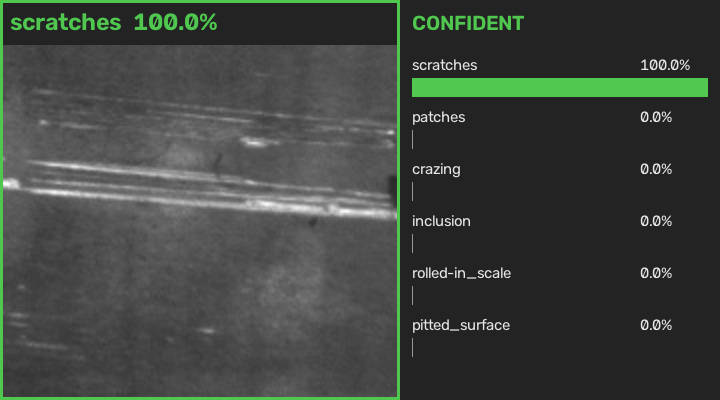 scratches 100.0%
CONFIDENT
scratches 100.0%
patches 0.0%
crazing 0.0%
inclusion 0.0%
rolled-in_scale 0.0%
pitted_surface 0.0%